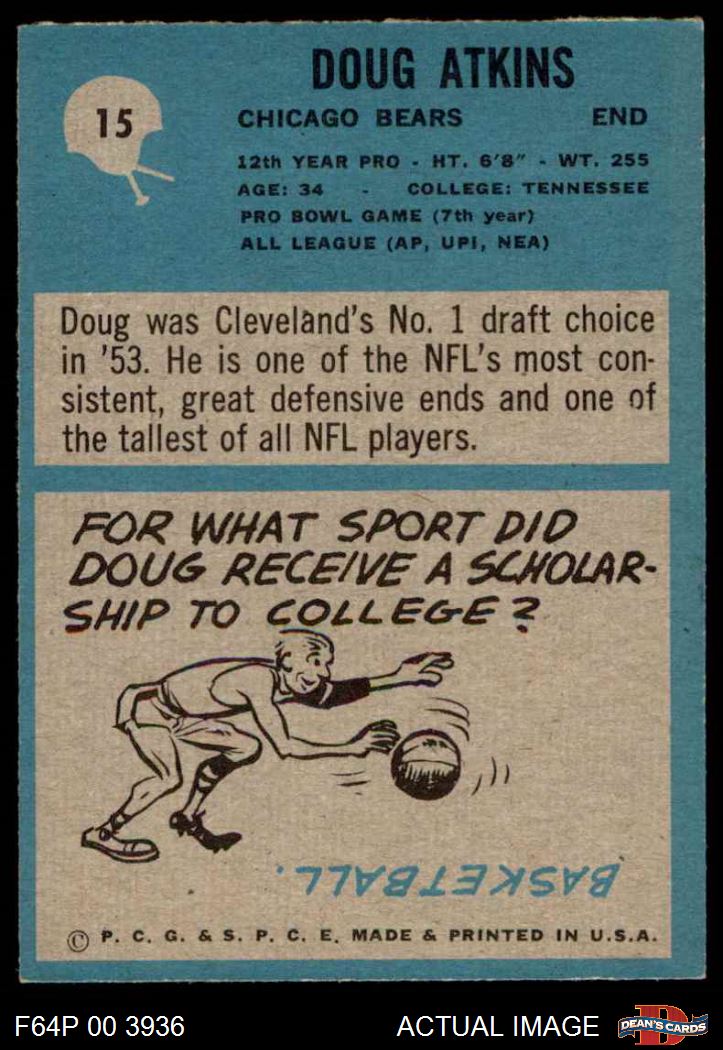 DOUG ATKINS
15
CHICAGO BEARS END
12th YEAR PRO - HT. 6'8" - WT. 255
AGE: 34 - COLLEGE: TENNESSEE
PRO BOWL GAME (7th year)
ALL LEAGUE (AP, UPI, NEA)
Doug was Cleveland's No. 1 draft choice
in '53. He is one of the NFL's most con-
sistent, great defensive ends and one of
the tallest of all NFL players.
FOR WHAT SPORT DID
DOUG RECEIVE A SCHOLAR-
SHIP TO COLLEGE?
BASKETBALL.
© P. C. G. & S. P. C. E. MADE & PRINTED IN U.S.A.
F64P 00 3936
ACTUAL IMAGE
D
DEAN'S CARDS